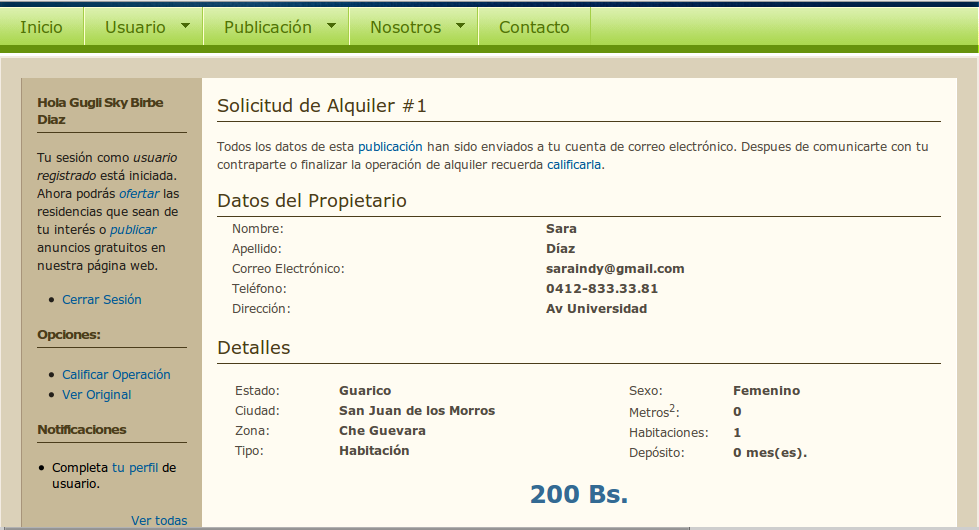 Inicio Usuario Publicación Nosotros Contacto
Hola Gugli Sky Birbe
Diaz
Tu sesión como usuario
registrado está iniciada.
Ahora podrás ofertar las
residencias que sean de
tu interés o publicar
anuncios gratuitos en
nuestra página web.
Cerrar Sesión
Opciones:
Calificar Operación
Ver Original
Notificaciones
Completa tu perfil de
usuario.
Ver todas
Solicitud de Alquiler #1
Todos los datos de esta publicación han sido enviados a tu cuenta de correo electrónico. Despues de comunicarte con tu
contraparte o finalizar la operación de alquiler recuerda calificarla.
Datos del Propietario
Nombre: Sara
Apellido: Díaz
Correo Electrónico: saraindy@gmail.com
Teléfono: 0412-833.33.81
Dirección: Av Universidad
Detalles
Estado: Guarico Sexo: Femenino
Ciudad: San Juan de los Morros Metros²: 0
Zona: Che Guevara Habitaciones: 1
Tipo: Habitación Depósito: 0 mes(es).
200 Bs.